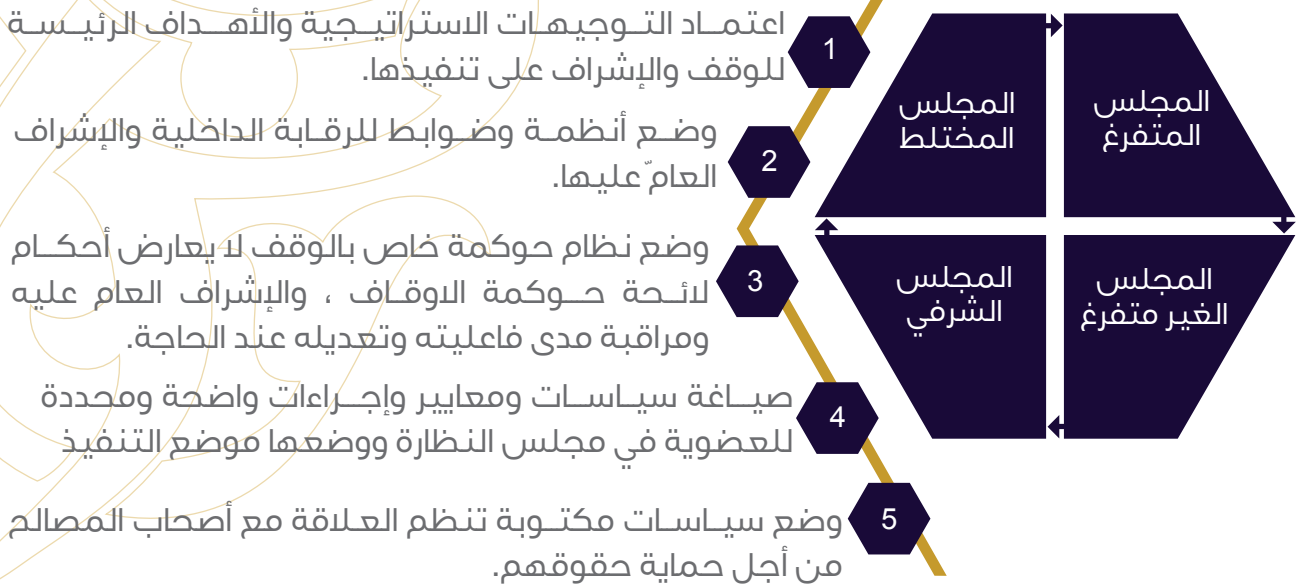 المجلس
المتفرغ
المجلس
الغير متفرغ
المجلس
الشرفي
المجلس
المختلط
1
اعتماد التوجيهات الاستراتيجية والأهداف الرئيسة
للوقف والإشراف على تنفيذها.
2
وضع أنظمة وضوابط للرقابة الداخلية والإشراف
العامّ عليها.
3
وضع نظام حوكمة خاص بالوقف لا يعارض أحكام
لائحة حوكمة الاوقاف ، والإشراف العام عليه
ومراقبة مدى فاعليته وتعديله عند الحاجة.
4
صياغة سياسات ومعايير وإجراءات واضحة ومحددة
للعضوية في مجلس النظارة ووضعها موضع التنفيذ
5
وضع سياسات مكتوبة تنظم العلاقة مع أصحاب المصالح
من أجل حماية حقوقهم.